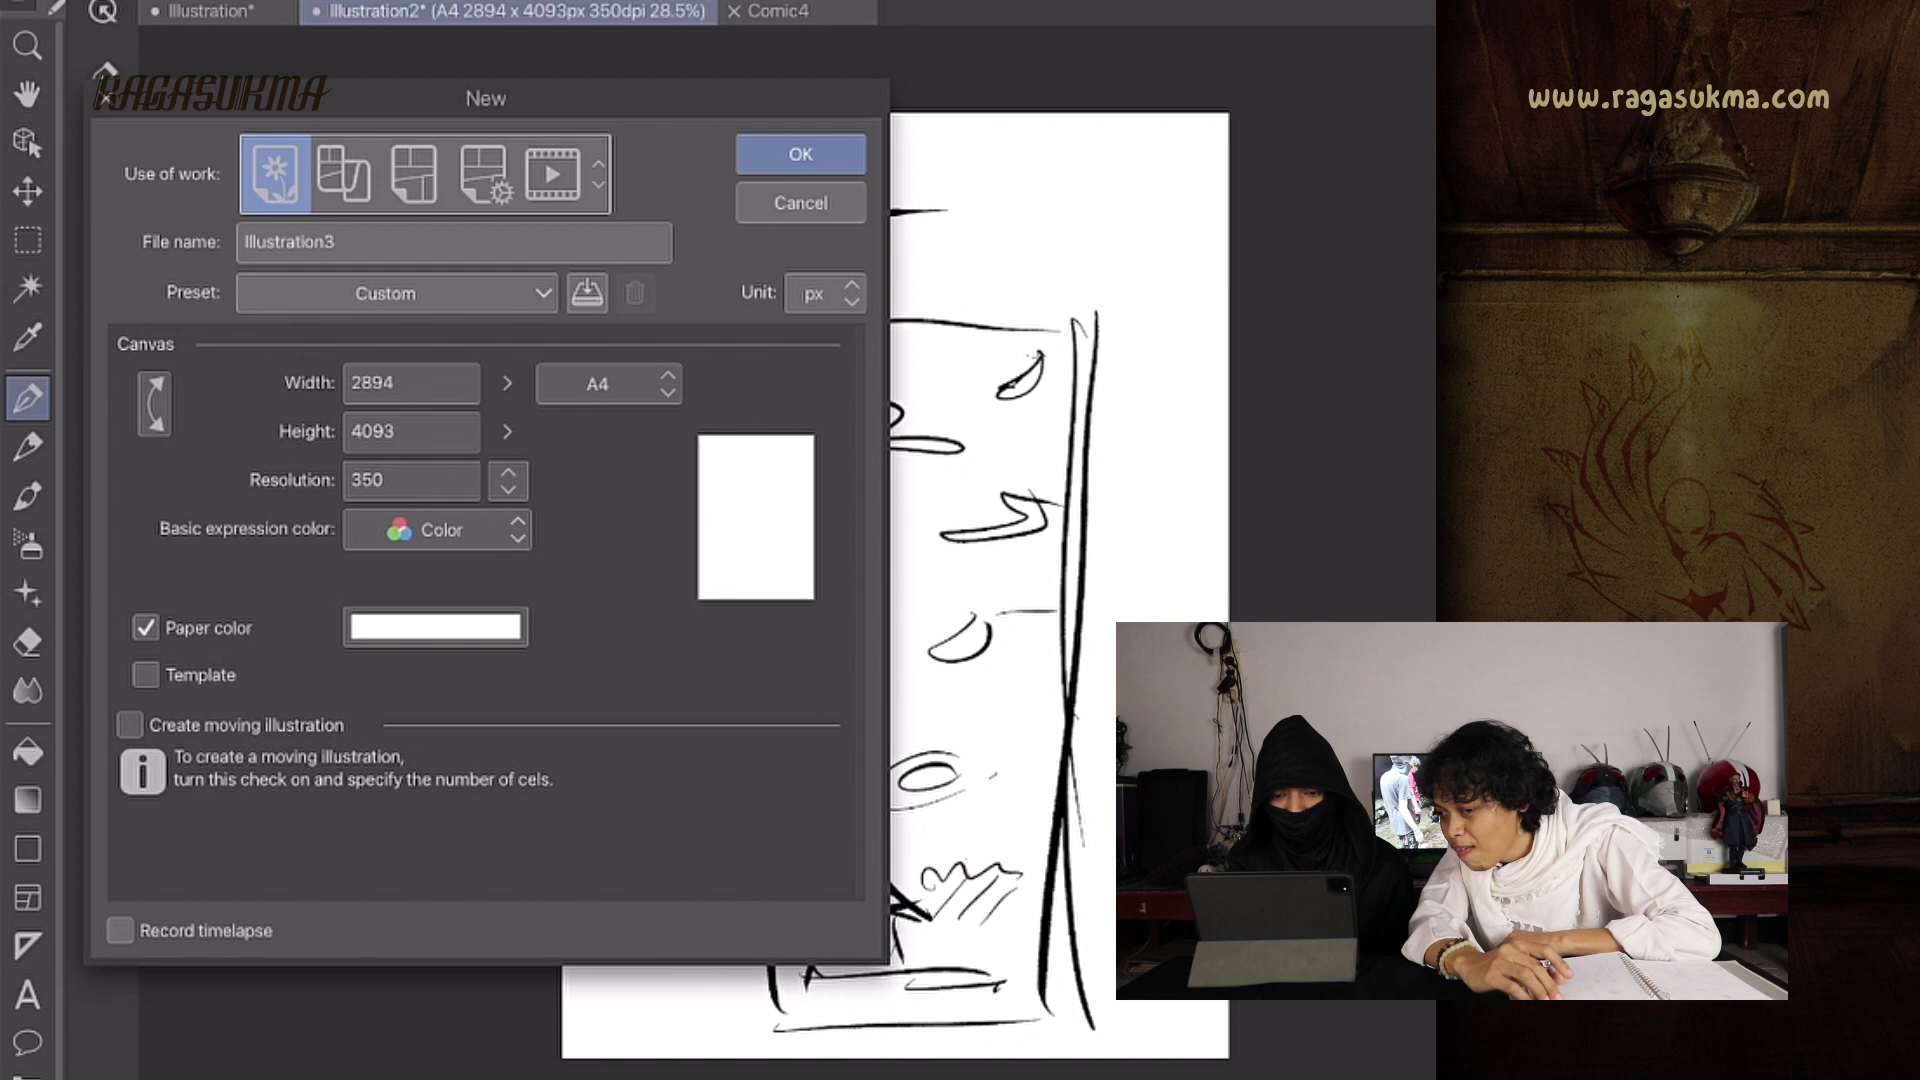 Illustration*
Illustration2* (A4 2894 x 4093px 350dpi 28.5%)
Comic4
RAGASUKMA
www.ragasukma.com
New
Use of work:
OK
Cancel
File name: Illustration3
Preset: Custom
Unit: px
Canvas
Width: 2894
A4
Height: 4093
Resolution: 350
Basic expression color: Color
Paper color
Template
Create moving illustration
To create a moving illustration,
turn this check on and specify the number of cels.
Record timelapse